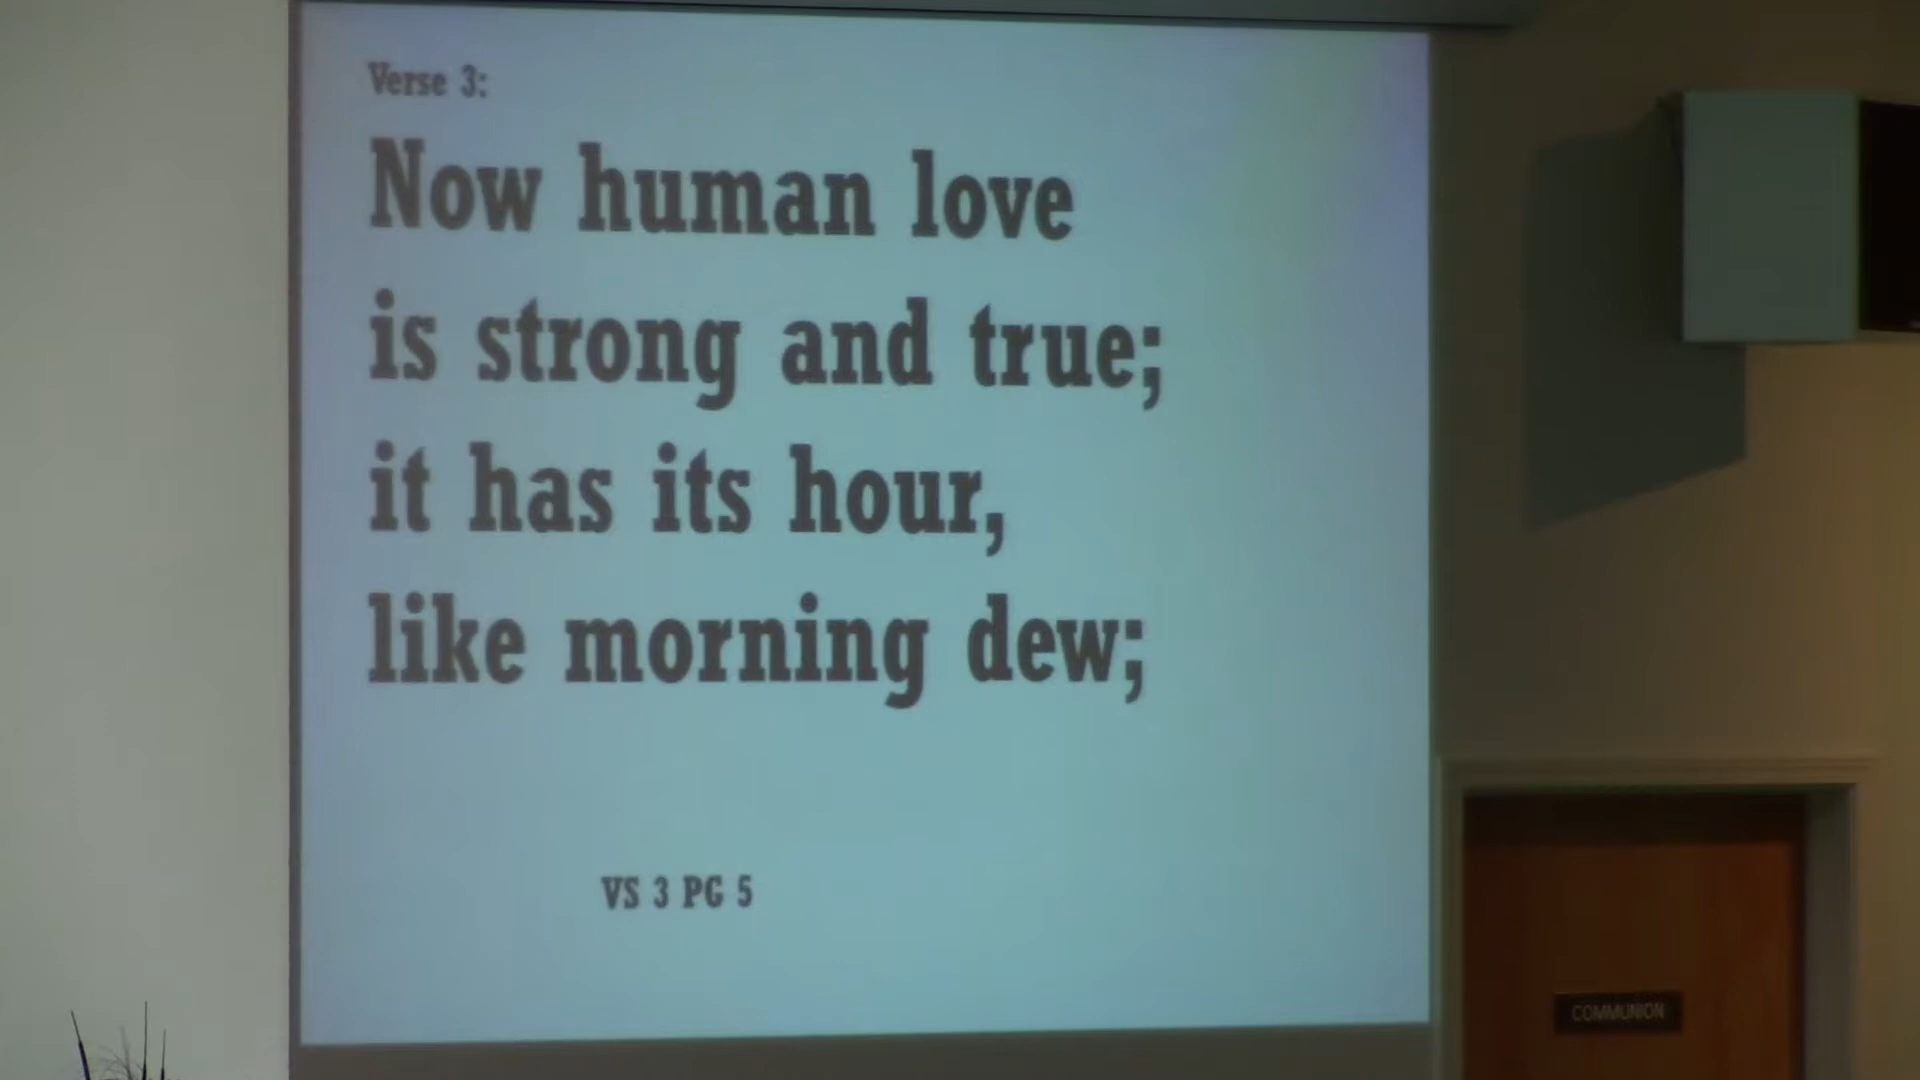 Verse 3:
Now human love
is strong and true;
it has its hour,
like morning dew;
VS 3 PG 5
COMMUNION